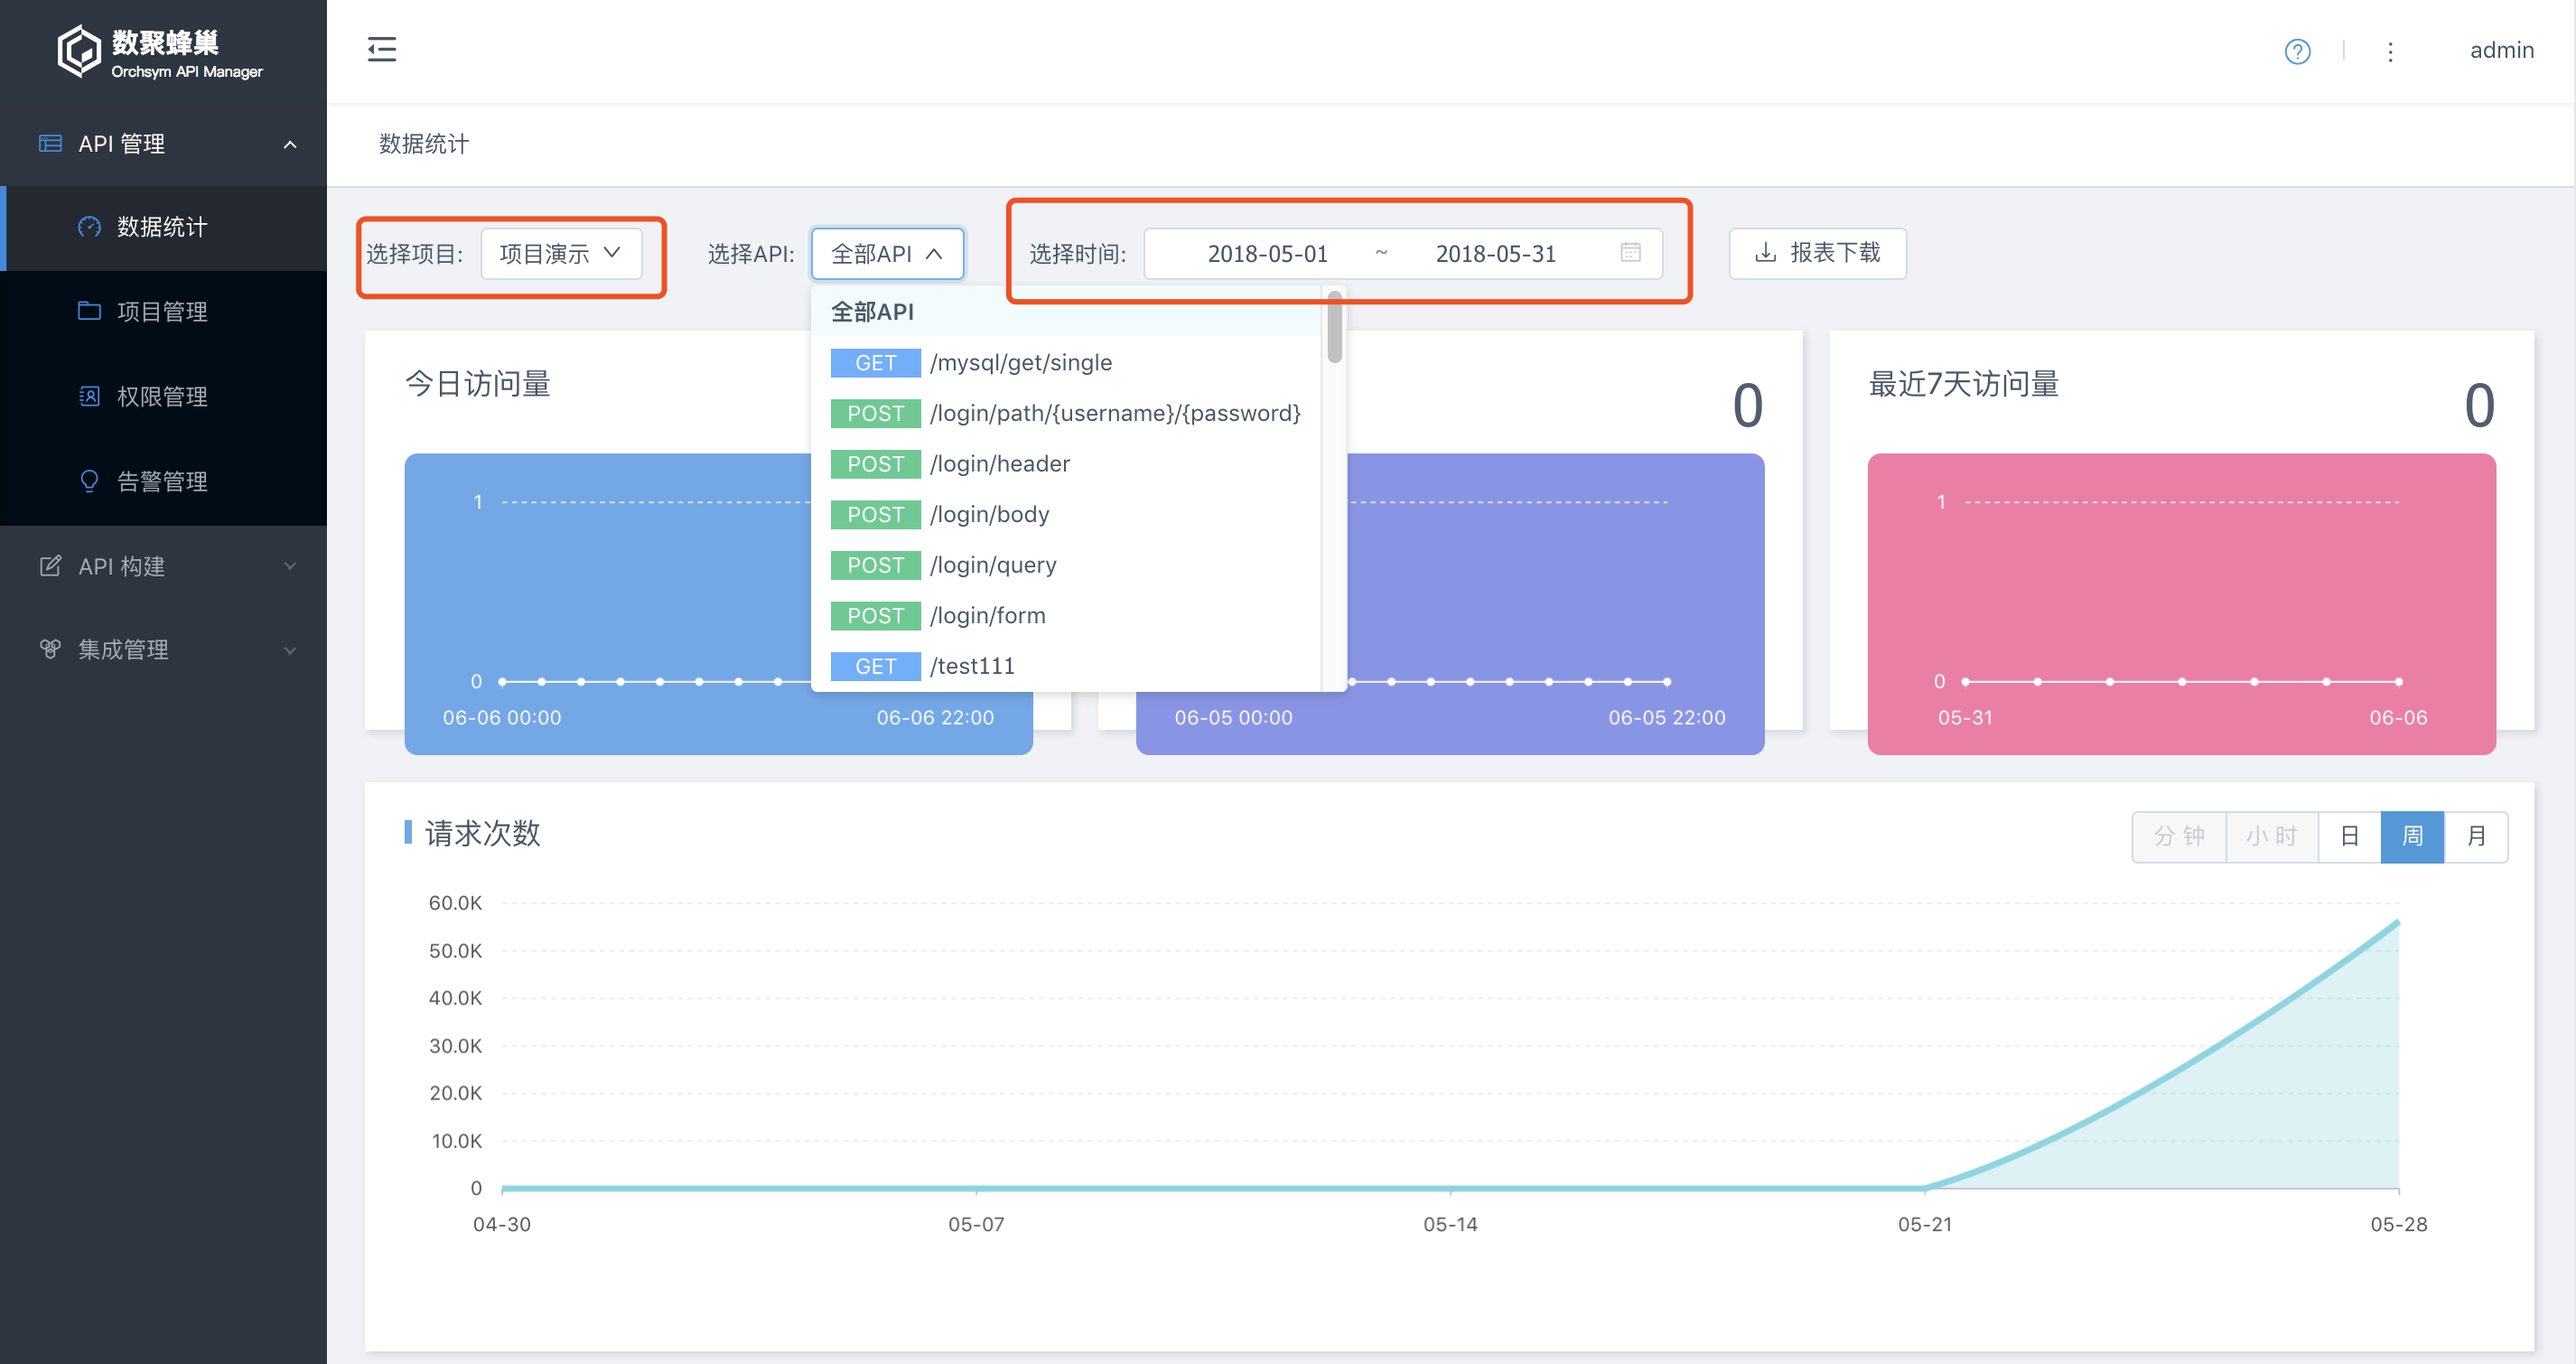 数聚蜂巢
Orchsym API Manager
admin
API 管理
数据统计
项目管理
权限管理
告警管理
API 构建
集成管理
数据统计
选择项目: 项目演示 选择API: 全部API 选择时间: 2018-05-01 ~ 2018-05-31 报表下载
全部API
GET /mysql/get/single
POST /login/path/{username}/{password}
POST /login/header
POST /login/body
POST /login/query
POST /login/form
GET /test111
今日访问量
1
0
06-06 00:00 06-06 22:00
0
06-05 00:00 06-05 22:00
最近7天访问量
0
1
0
05-31 06-06
请求次数
分钟 小时 日 周 月
60.0K
50.0K
40.0K
30.0K
20.0K
10.0K
0
04-30 05-07 05-14 05-21 05-28